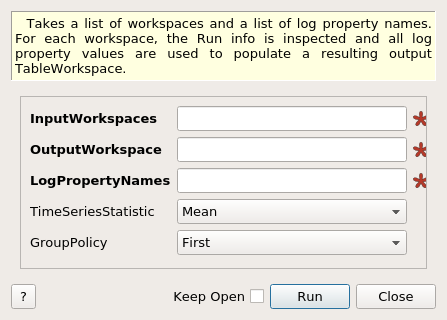 Takes a list of workspaces and a list of log property names.
For each workspace, the Run info is inspected and all log
property values are used to populate a resulting output
TableWorkspace.
InputWorkspaces
OutputWorkspace
LogPropertyNames
TimeSeriesStatistic Mean
GroupPolicy First
? Keep Open Run Close